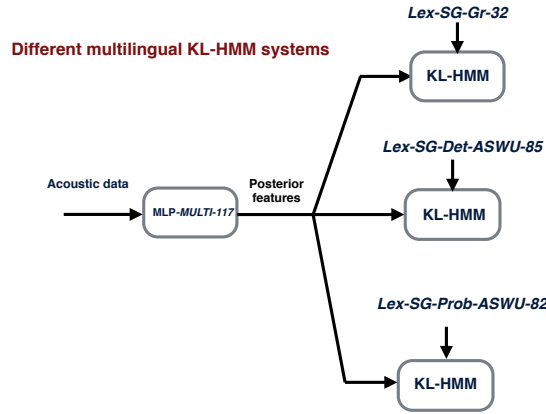 Lex-SG-Gr-32
Different multilingual KL-HMM systems
KL-HMM
Lex-SG-Det-ASWU-85
Acoustic data
Posterior
features
MLP-MULTI-117
KL-HMM
Lex-SG-Prob-ASWU-82
KL-HMM